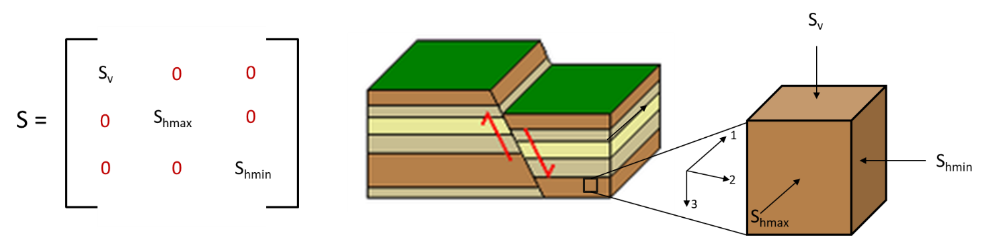 Sv 0 0
S = 0 Shmax 0
0 0 Shmin
Sv
1
2
3
Shmin
Shmax